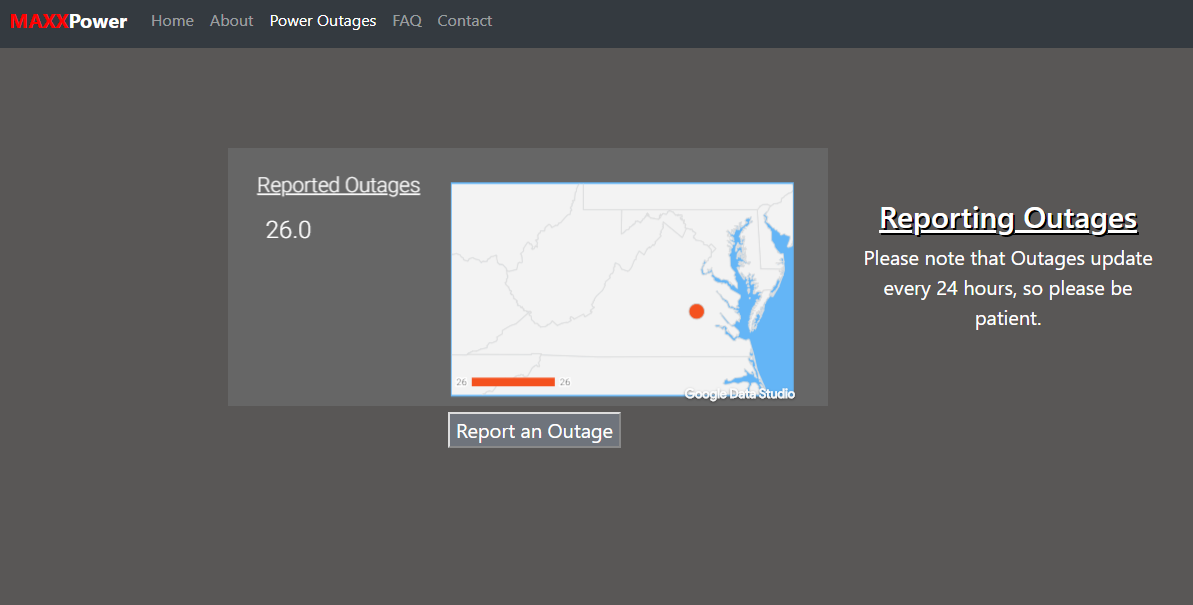 MAXXPower Home About Power Outages FAQ Contact
Reported Outages
26.0
26 26
Google Data Studio
Report an Outage
Reporting Outages
Please note that Outages update
every 24 hours, so please be
patient.